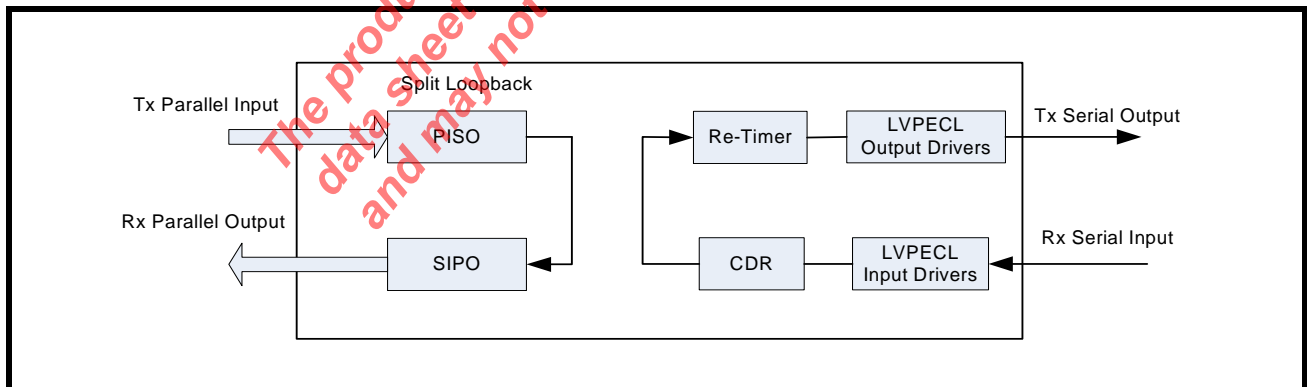 The produ
data sheet
and may not
Split Loopback
Tx Parallel Input
PISO
Re-Timer
LVPECL
Output Drivers
Tx Serial Output
Rx Parallel Output
SIPO
CDR
LVPECL
Input Drivers
Rx Serial Input